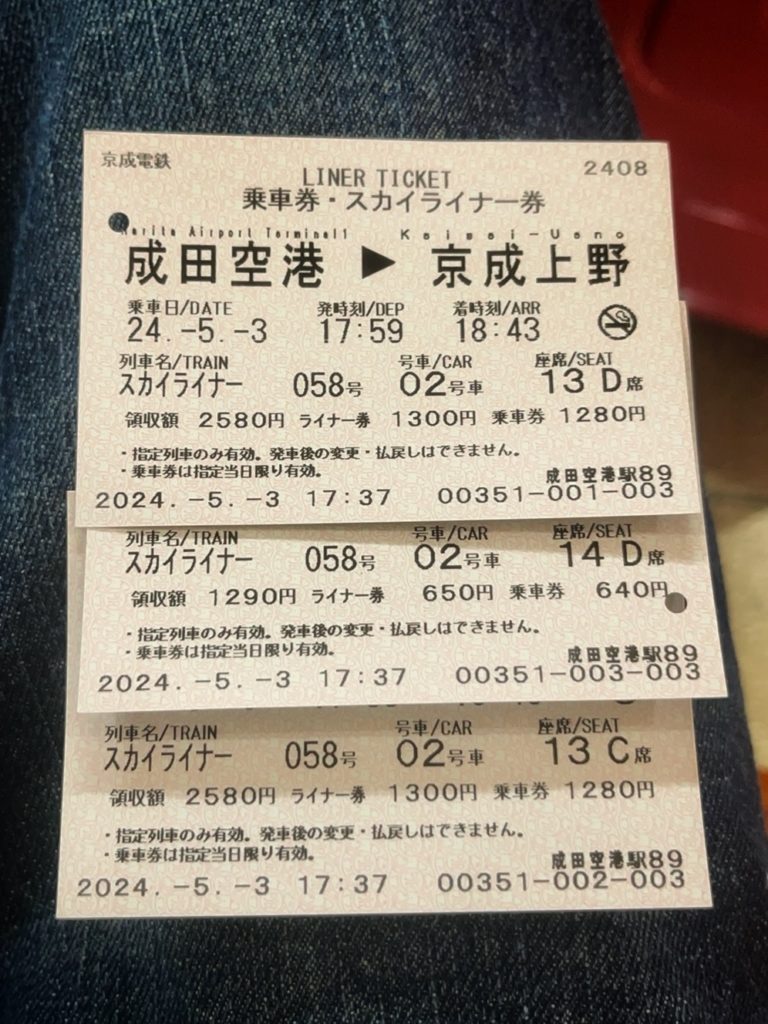 京成電鉄 2408
LINER TICKET
乗車券・スカイライナー券
Narita Airport Terminal1 Keisei-Ueno
成田空港 ▶ 京成上野
乗車日/DATE 発時刻/DEP 着時刻/ARR
24.-5.-3 17:59 18:43
列車名/TRAIN 号車/CAR 座席/SEAT
スカイライナー 058号 02号車 13 D席
領収額 2580円 ライナー券 1300円 乗車券 1280円
・指定列車のみ有効。発車後の変更・払戻しはできません。
・乗車券は指定当日限り有効。
成田空港駅89
2024.-5.-3 17:37 00351-001-003
列車名/TRAIN 号車/CAR 座席/SEAT
スカイライナー 058号 02号車 14 D席
領収額 1290円 ライナー券 650円 乗車券 640円
・指定列車のみ有効。発車後の変更・払戻しはできません。
・乗車券は指定当日限り有効。
成田空港駅89
2024.-5.-3 17:37 00351-003-003
列車名/TRAIN 号車/CAR 座席/SEAT
スカイライナー 058号 02号車 13 C席
領収額 2580円 ライナー券 1300円 乗車券 1280円
・指定列車のみ有効。発車後の変更・払戻しはできません。
・乗車券は指定当日限り有効。
成田空港駅89
2024.-5.-3 17:37 00351-002-003